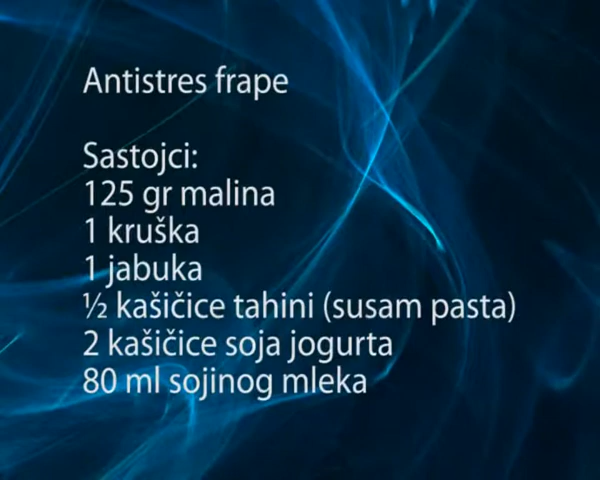 Antistres frape
Sastojci:
125 gr malina
1 kruška
1 jabuka
½ kašičice tahini (susam pasta)
2 kašičice soja jogurta
80 ml sojinog mleka